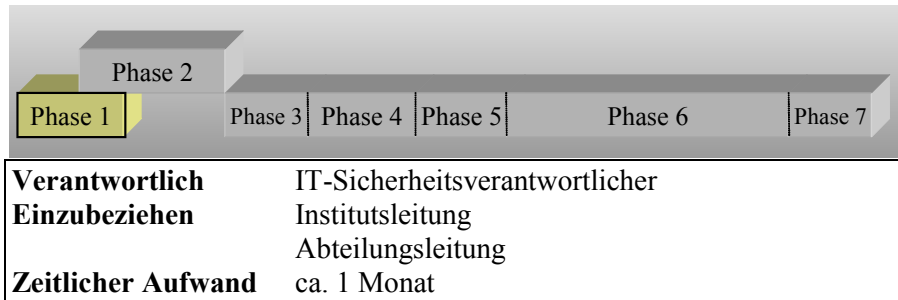 Phase 2
Phase 1 Phase 3 Phase 4 Phase 5 Phase 6 Phase 7
Verantwortlich IT-Sicherheitsverantwortlicher
Einzubeziehen Institutsleitung
Abteilungsleitung
Zeitlicher Aufwand ca. 1 Monat